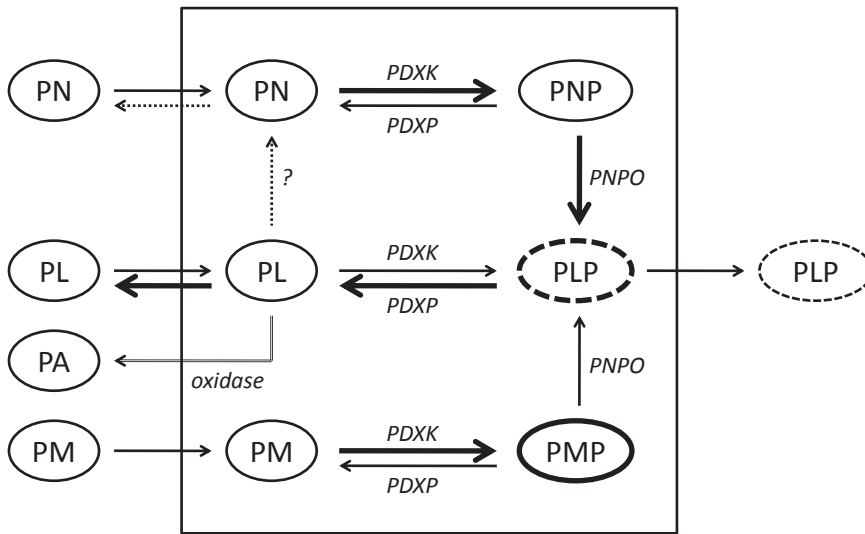 PDXK
PN PN PNP
PDXP
? PNPO
PDXK
PL PL PLP PLP
PDXP
PA
oxidase PNPO
PDXK
PM PM PMP
PDXP